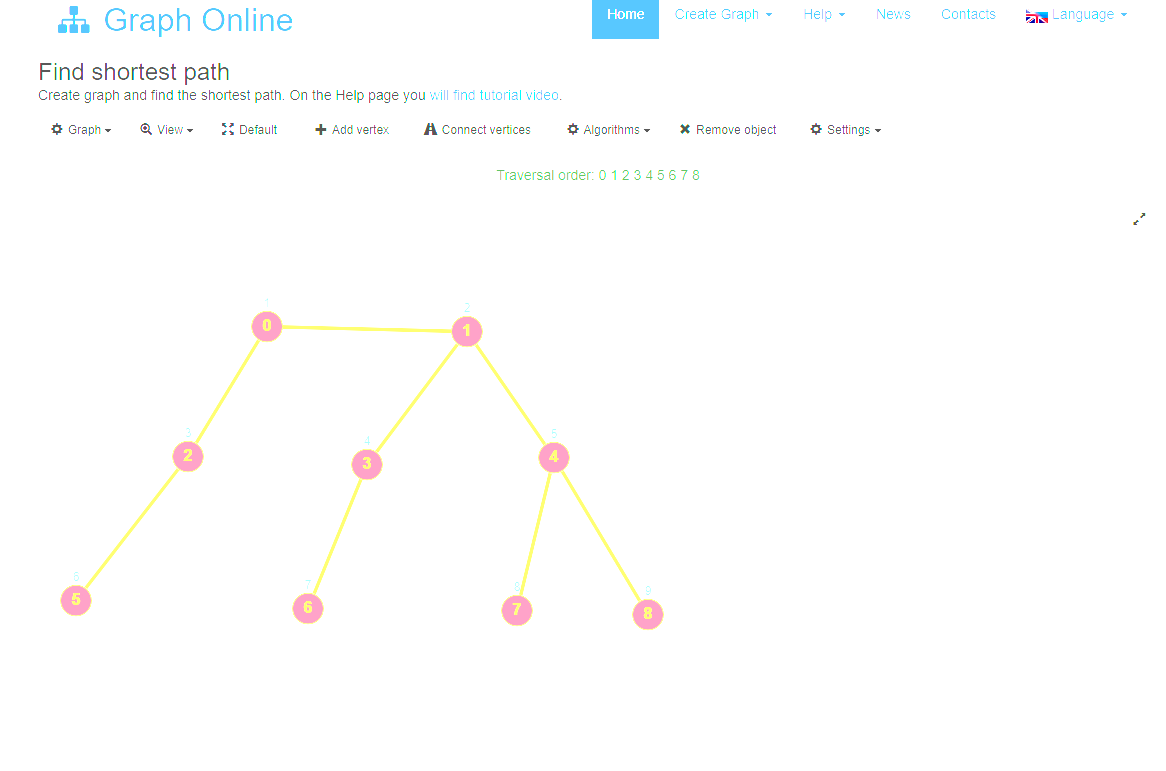 Graph Online
Home Create Graph Help News Contacts Language
Find shortest path
Create graph and find the shortest path. On the Help page you will find tutorial video.
Graph View Default Add vertex Connect vertices Algorithms Remove object Settings
Traversal order: 0 1 2 3 4 5 6 7 8
1 2
0 1
3 4 5
2 3 4
7 9
5 6 7 8